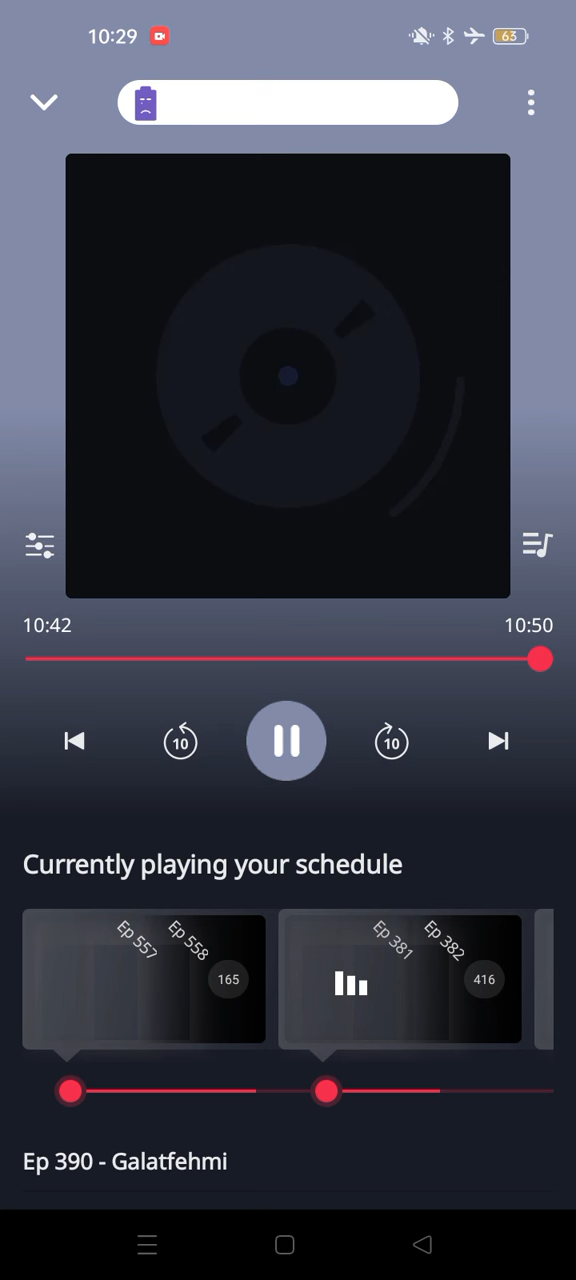 10:29
63
10:42
10:50
10
10
Currently playing your schedule
Ep 557
Ep 558
165
Ep 381
Ep 382
416
Ep 390 - Galatfehmi